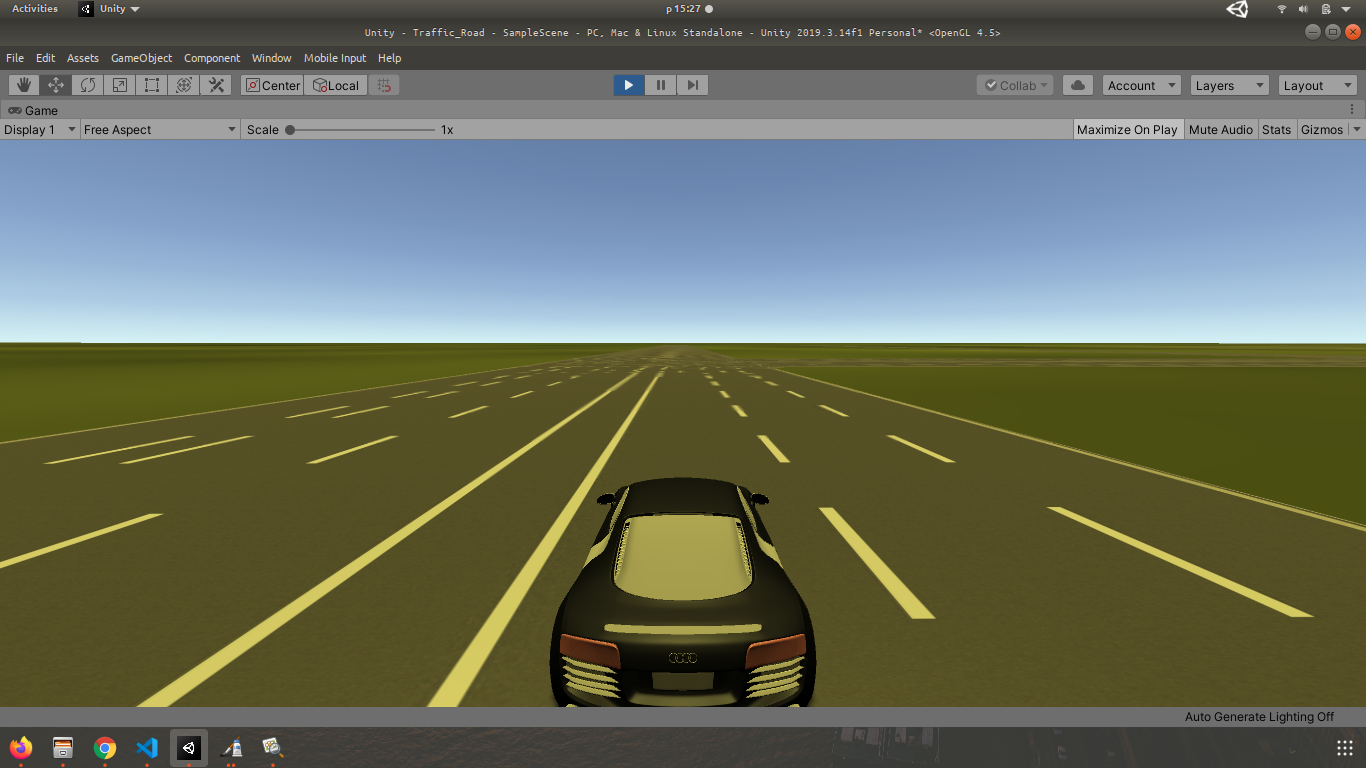 Activities Unity p 15:27
Unity - Traffic_Road - SampleScene - PC, Mac & Linux Standalone - Unity 2019.3.14f1 Personal* <OpenGL 4.5>
File Edit Assets GameObject Component Window Mobile Input Help
Center Local Collab Account Layers Layout
Game
Display 1 Free Aspect Scale 1x Maximize On Play Mute Audio Stats Gizmos
Auto Generate Lighting Off